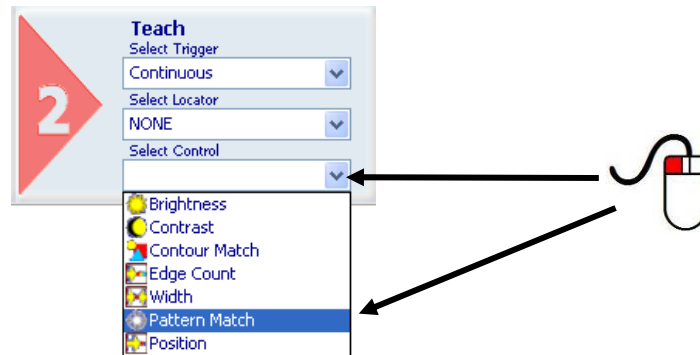 2
Teach
Select Trigger
Continuous
Select Locator
NONE
Select Control
Brightness
Contrast
Contour Match
Edge Count
Width
Pattern Match
Position